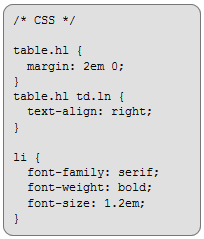 /* CSS */

table.hl {
  margin: 2em 0;
}
table.hl td.ln {
  text-align: right;
}

li {
  font-family: serif;
  font-weight: bold;
  font-size: 1.2em;
}